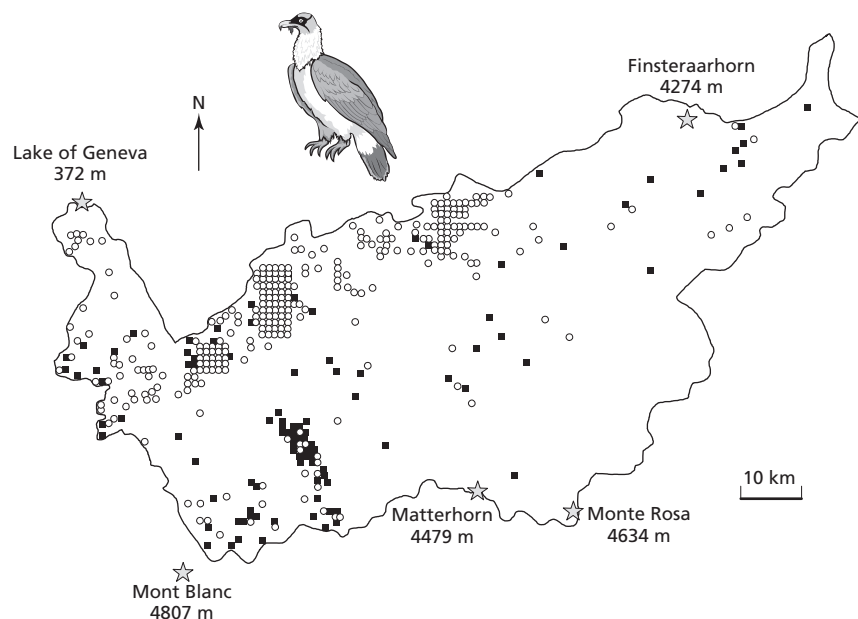 Finsteraarhorn
4274 m
N
Lake of Geneva
372 m
10 km
Matterhorn
4479 m
Monte Rosa
4634 m
Mont Blanc
4807 m